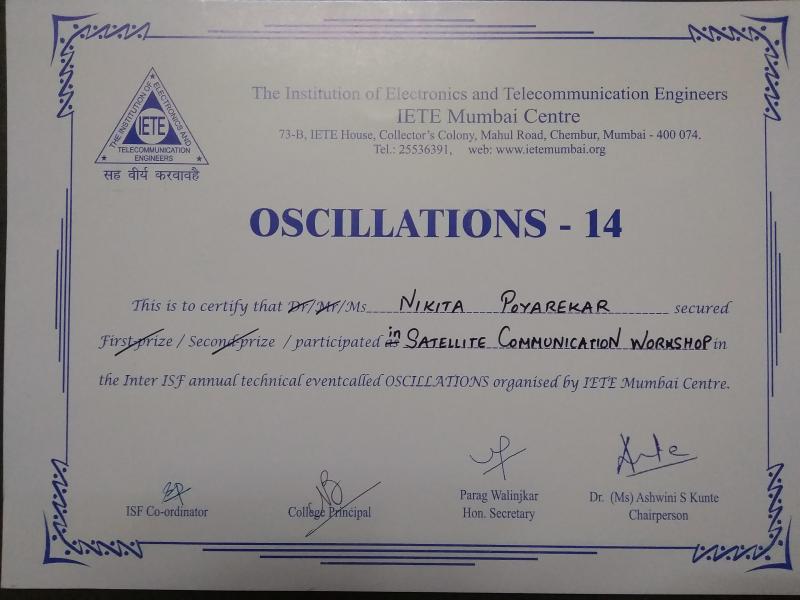 The Institution of Electronics and Telecommunication Engineers
IETE Mumbai Centre
73-B, IETE House, Collector's Colony, Mahul Road, Chembur, Mumbai - 400 074.
Tel.: 25536391, web: www.ietemumbai.org
THE INSTITUTION OF ELECTRONICS AND
IETE
TELECOMMUNICATION
ENGINEERS
सह वीर्य करवावहै
OSCILLATIONS - 14
This is to certify that Dr/Mr/Ms NIKITA POYAREKAR secured
First prize / Second prize / participated as in SATELLITE COMMUNICATION WORKSHOP in
the Inter ISF annual technical eventcalled OSCILLATIONS organised by IETE Mumbai Centre.
ISF Co-ordinator
College Principal
Parag Walinjkar
Hon. Secretary
Dr. (Ms) Ashwini S Kunte
Chairperson